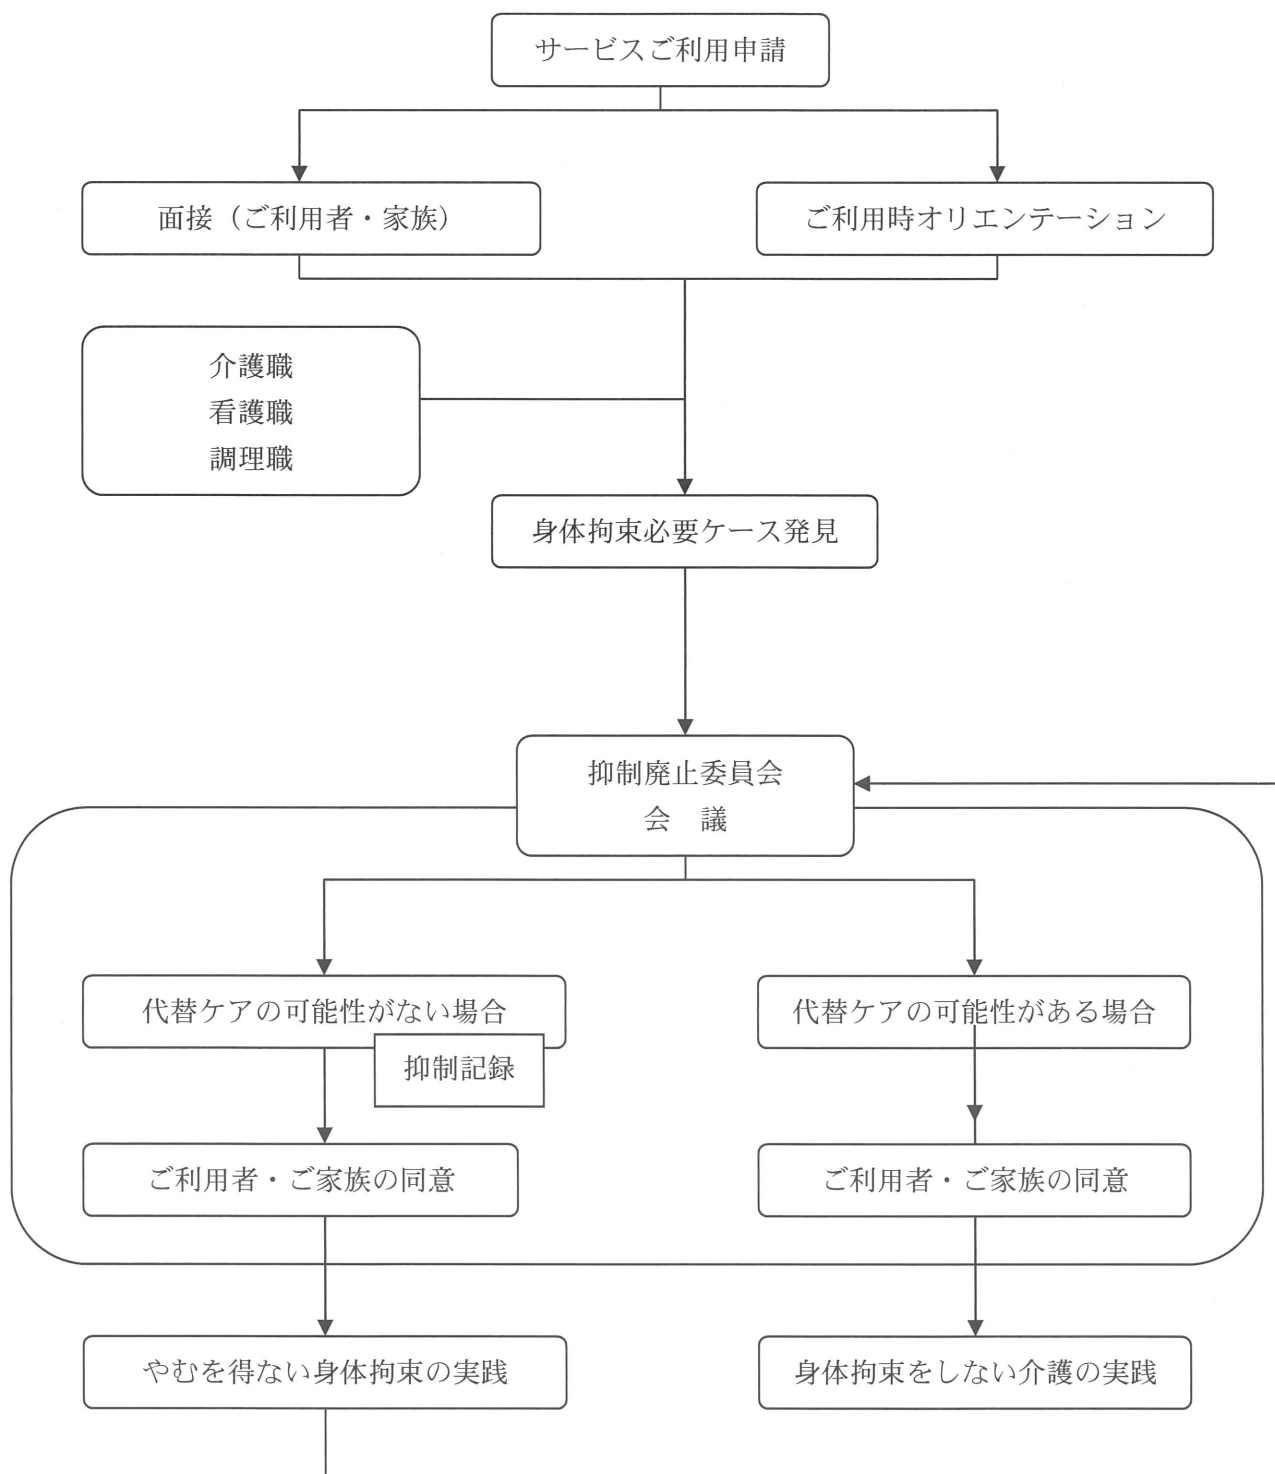 サービスご利用申請
面接（ご利用者・家族）
ご利用時オリエンテーション
介護職
看護職
調理職
身体拘束必要ケース発見
抑制廃止委員会
会　議
代替ケアの可能性がない場合
代替ケアの可能性がある場合
抑制記録
ご利用者・ご家族の同意
ご利用者・ご家族の同意
やむを得ない身体拘束の実践
身体拘束をしない介護の実践